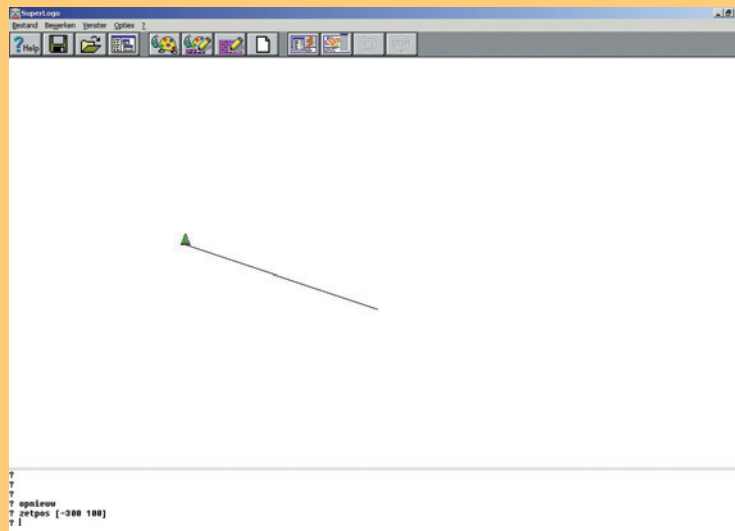 SuperLogo
Bestand Bewerken Venster Opties ?
?Help
?
?
?
? opnieuw
? zetpos [-300 100]
?